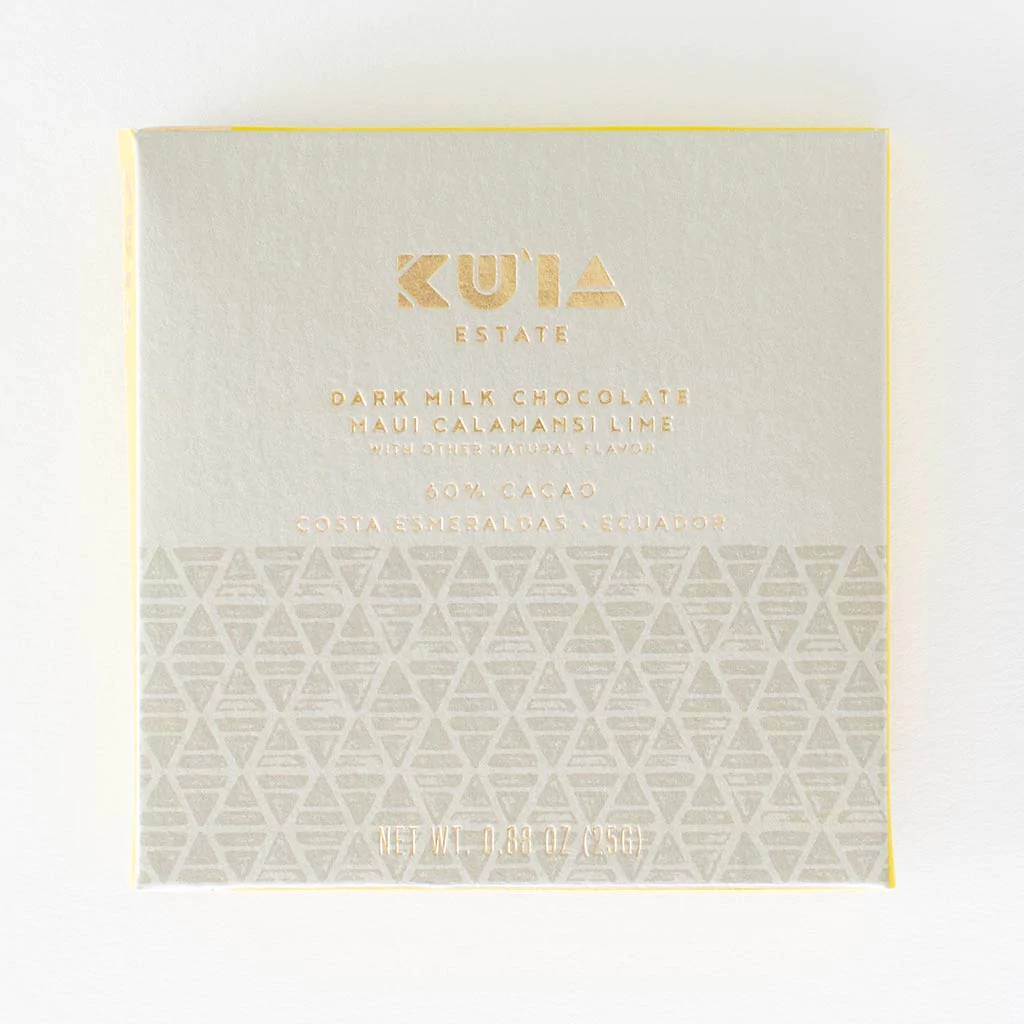 KU'IA
ESTATE
DARK MILK CHOCOLATE
MAUI CALAMANSI LIME
WITH OTHER NATURAL FLAVOR
60% CACAO
COSTA ESMERALDAS • ECUADOR
NET WT. 0.88 OZ (25G)